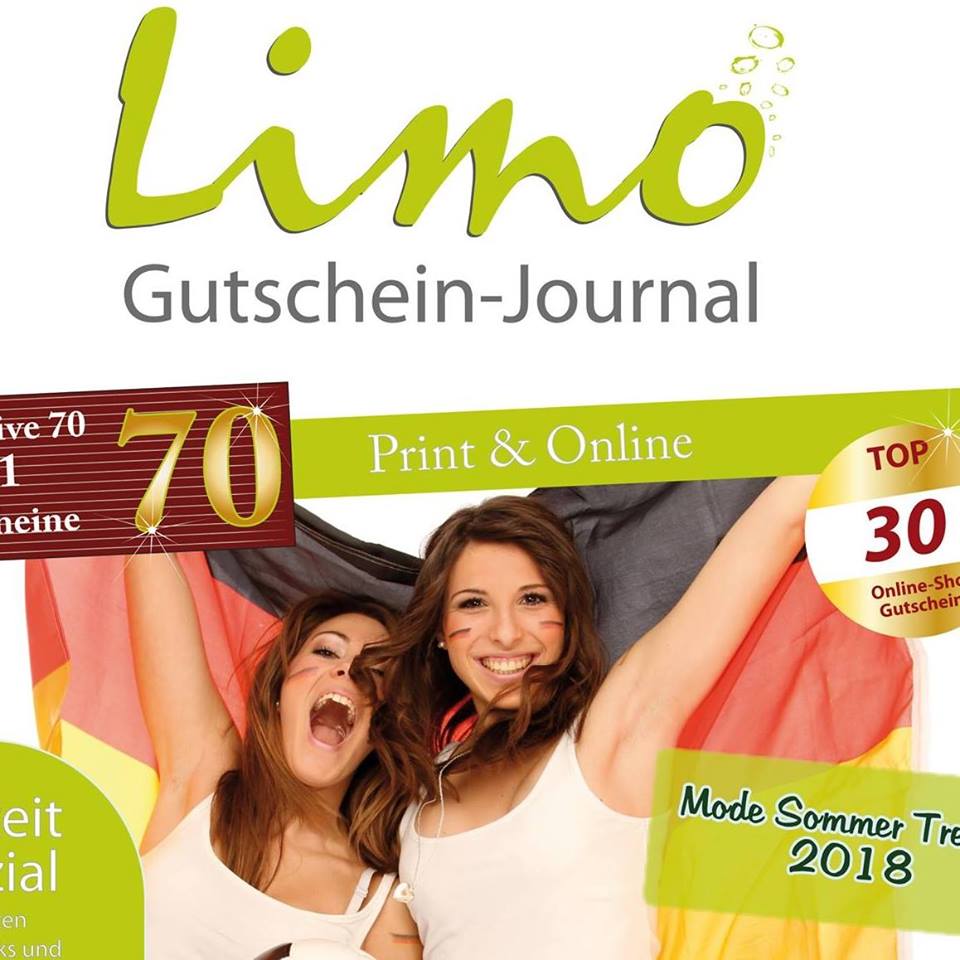 Limo
Gutschein-Journal
ive 70
1
heine
70
Print & Online
TOP
30
Online-Sho
Gutschein
Mode Sommer Tre
2018
eit
zial
ten
ks und